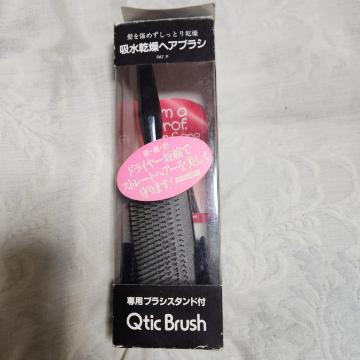 髪を傷めずしっとり乾燥
吸水乾燥ヘアブラシ
PAT. P
I'm a
Prof.
ドライヤー短縮で
ストレートヘアーを美しく
守ります!
専用ブラシスタンド付
Qtic Brush